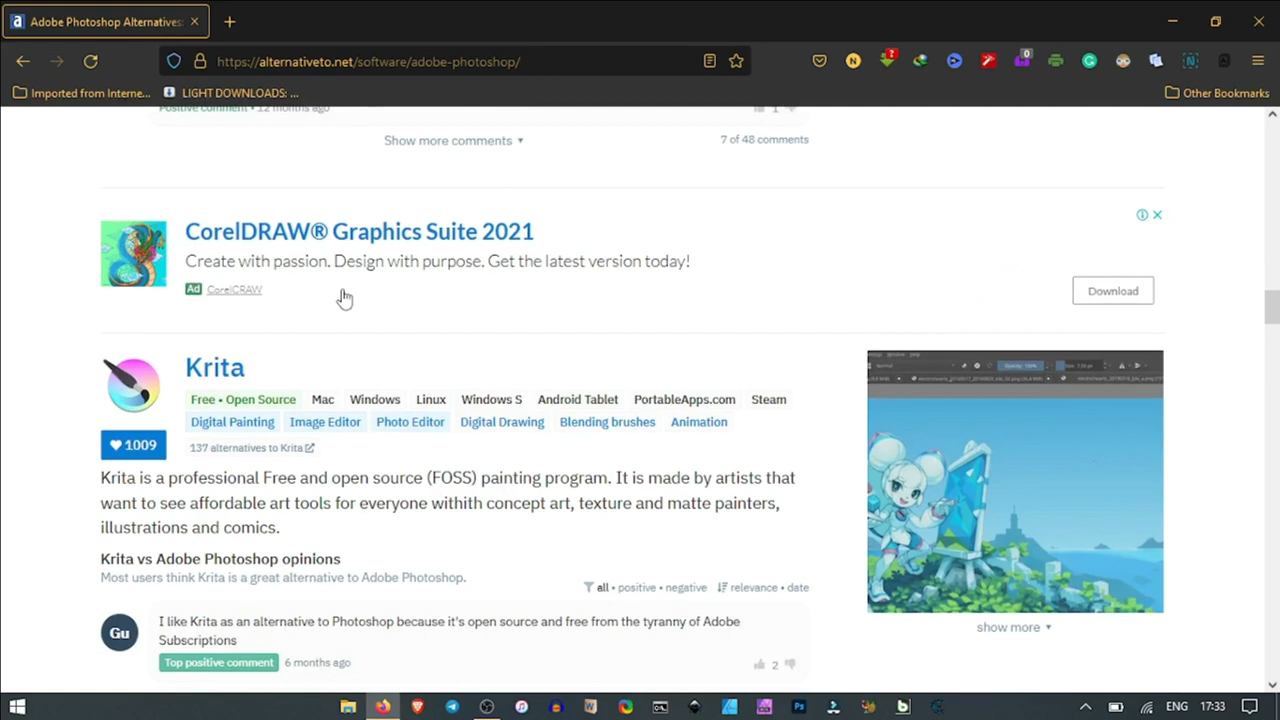 Adobe Photoshop Alternatives:
https://alternativeto.net/software/adobe-photoshop/
Imported from Interne...
LIGHT DOWNLOADS: ...
Other Bookmarks
Positive comment • 12 months ago
1
Show more comments
7 of 48 comments
CorelDRAW® Graphics Suite 2021
Create with passion. Design with purpose. Get the latest version today!
Ad CorelCRAW
Download
Krita
Free • Open Source Mac Windows Linux Windows S Android Tablet PortableApps.com Steam
Digital Painting Image Editor Photo Editor Digital Drawing Blending brushes Animation
1009
137 alternatives to Krita
Krita is a professional Free and open source (FOSS) painting program. It is made by artists that
want to see affordable art tools for everyone withith concept art, texture and matte painters,
illustrations and comics.
Krita vs Adobe Photoshop opinions
Most users think Krita is a great alternative to Adobe Photoshop.
all • positive • negative relevance • date
show more
Gu
I like Krita as an alternative to Photoshop because it's open source and free from the tyranny of Adobe
Subscriptions
Top positive comment 6 months ago
2
ENG 17:33